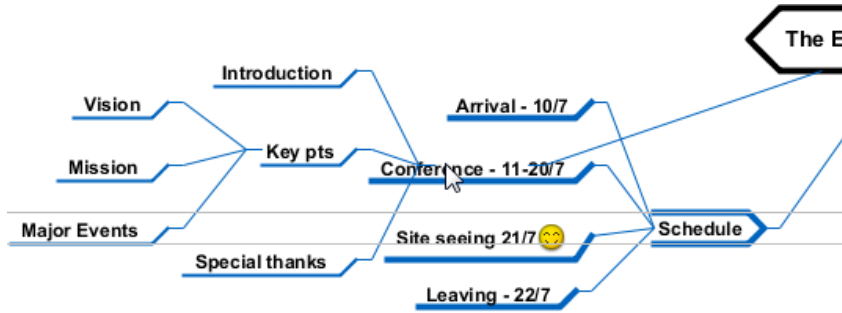 The E
Introduction
Vision
Arrival - 10/7
Key pts
Mission
Conference - 11-20/7
Major Events
Site seeing 21/7
Schedule
Special thanks
Leaving - 22/7